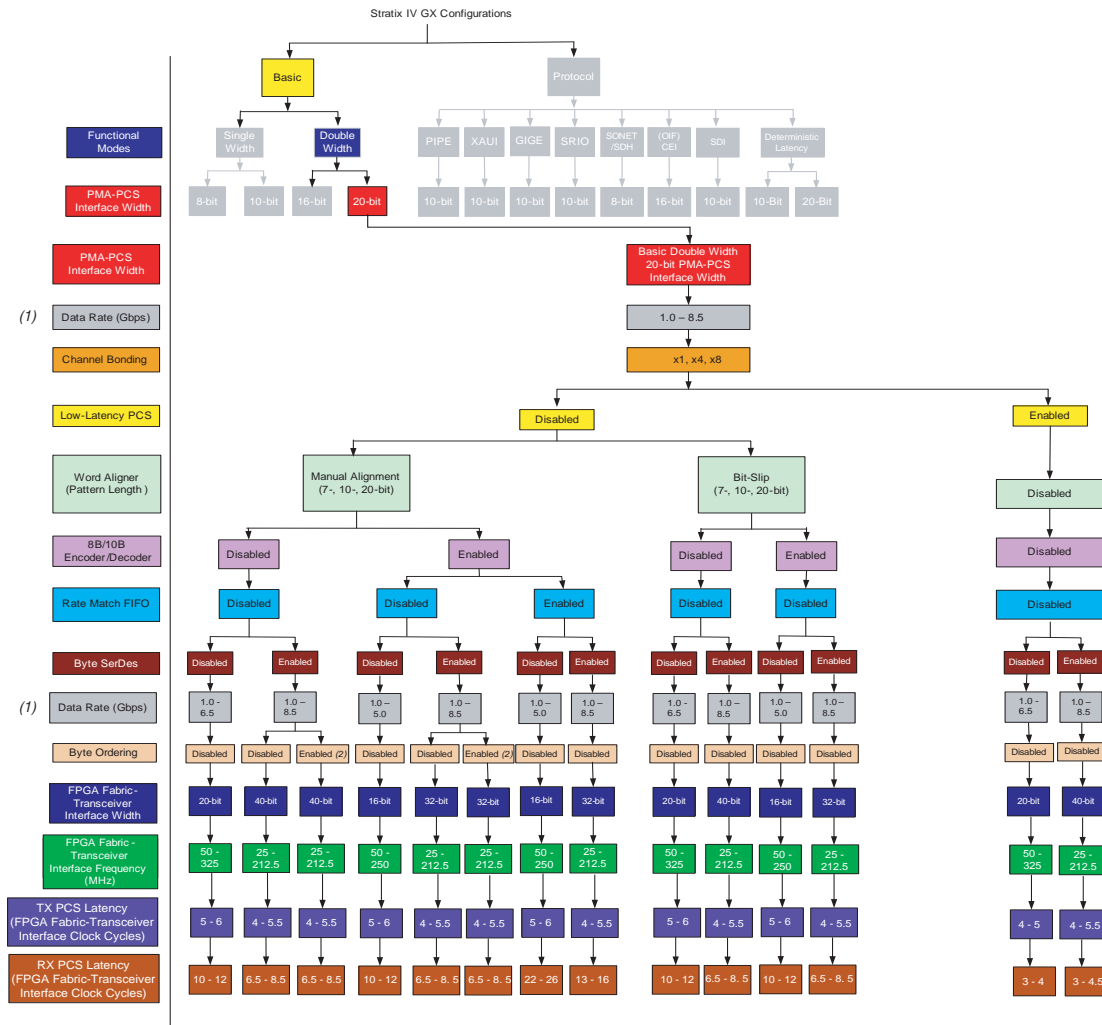 Stratix IV GX Configurations
Basic
Protocol
Functional
Modes
Single
Width
Double
Width
PIPE
XAUI
GIGE
SRIO
SONET
/SDH
(OIF)
CEI
SDI
Deterministic
Latency
PMA-PCS
Interface Width
8-bit
10-bit
16-bit
20-bit
10-bit
10-bit
10-bit
10-bit
8-bit
16-bit
10-bit
10-Bit
20-Bit
PMA-PCS
Interface Width
Basic Double Width
20-bit PMA-PCS
Interface Width
(1)
Data Rate (Gbps)
1.0 – 8.5
Channel Bonding
x1, x4, x8
Low-Latency PCS
Disabled
Enabled
Word Aligner
(Pattern Length )
Manual Alignment
(7-, 10-, 20-bit)
Bit-Slip
(7-, 10-, 20-bit)
Disabled
8B/10B
Encoder/Decoder
Disabled
Enabled
Disabled
Enabled
Disabled
Rate Match FIFO
Disabled
Disabled
Enabled
Disabled
Disabled
Disabled
Byte SerDes
Disabled
Enabled
Disabled
Enabled
Disabled
Enabled
Disabled
Enabled
Disabled
Enabled
Disabled
Enabled
(1)
Data Rate (Gbps)
1.0 -
6.5
1.0 –
8.5
1.0 –
5.0
1.0 –
8.5
1.0 –
5.0
1.0 –
8.5
1.0 -
6.5
1.0 –
8.5
1.0 –
5.0
1.0 –
8.5
1.0 -
6.5
1.0 –
8.5
Byte Ordering
Disabled
Disabled
Enabled (2)
Disabled
Disabled
Enabled (2)
Disabled
Disabled
Disabled
Disabled
Disabled
Disabled
Disabled
Disabled
FPGA Fabric-
Transceiver
Interface Width
20-bit
40-bit
40-bit
16-bit
32-bit
32-bit
16-bit
32-bit
20-bit
40-bit
16-bit
32-bit
20-bit
40-bit
FPGA Fabric -
Transceiver
Interface Frequency
(MHz)
50 -
325
25 -
212.5
25 -
212.5
50 -
250
25 -
212.5
25 -
212.5
50 -
250
25 -
212.5
50 -
325
25 -
212.5
50 -
250
25 -
212.5
50 -
325
25 -
212.5
TX PCS Latency
(FPGA Fabric-Transceiver
Interface Clock Cycles)
5 - 6
4 - 5.5
4 - 5.5
5 - 6
4 - 5.5
4 - 5.5
5 - 6
4 - 5.5
5 - 6
4 - 5.5
5 - 6
4 - 5.5
4 - 5
4 - 5.5
RX PCS Latency
(FPGA Fabric-Transceiver
Interface Clock Cycles)
10 - 12
6.5 - 8.5
6.5 - 8.5
10 - 12
6.5 - 8. 5
6.5 - 8. 5
22 - 26
13 - 16
10 - 12
6.5 - 8. 5
10 - 12
6.5 - 8. 5
3 - 4
3 - 4.5